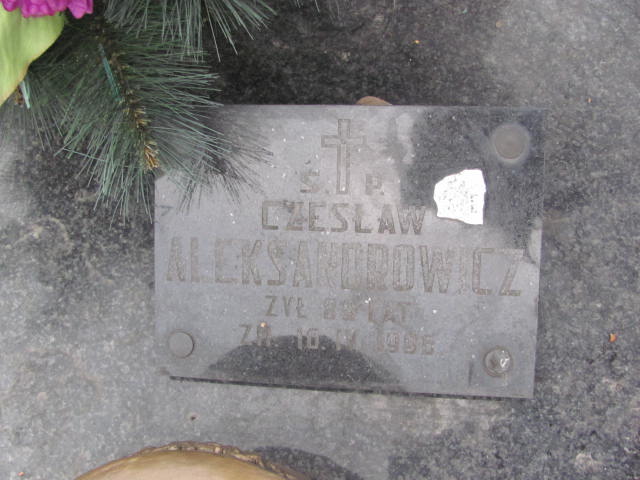 Ś. P.
CZESŁAW
ALEKSANDROWICZ
ŻYŁ LAT
ZM. 10 IV